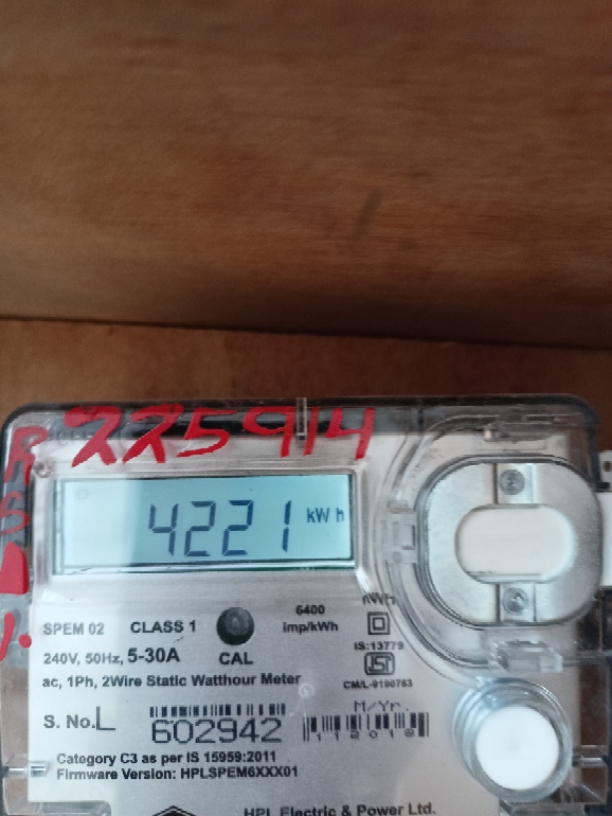 225914
4221 kWh
SPEM 02 CLASS 1 6400 imp/kWh
240V, 50Hz, 5-30A CAL IS:13779
ac, 1Ph, 2Wire Static Watthour Meter CM/L-9190763
S. No. L 602942 M/Yr.
112018
Category C3 as per IS 15959:2011
Firmware Version: HPLSPEM6XXX01
HPL Electric & Power Ltd.